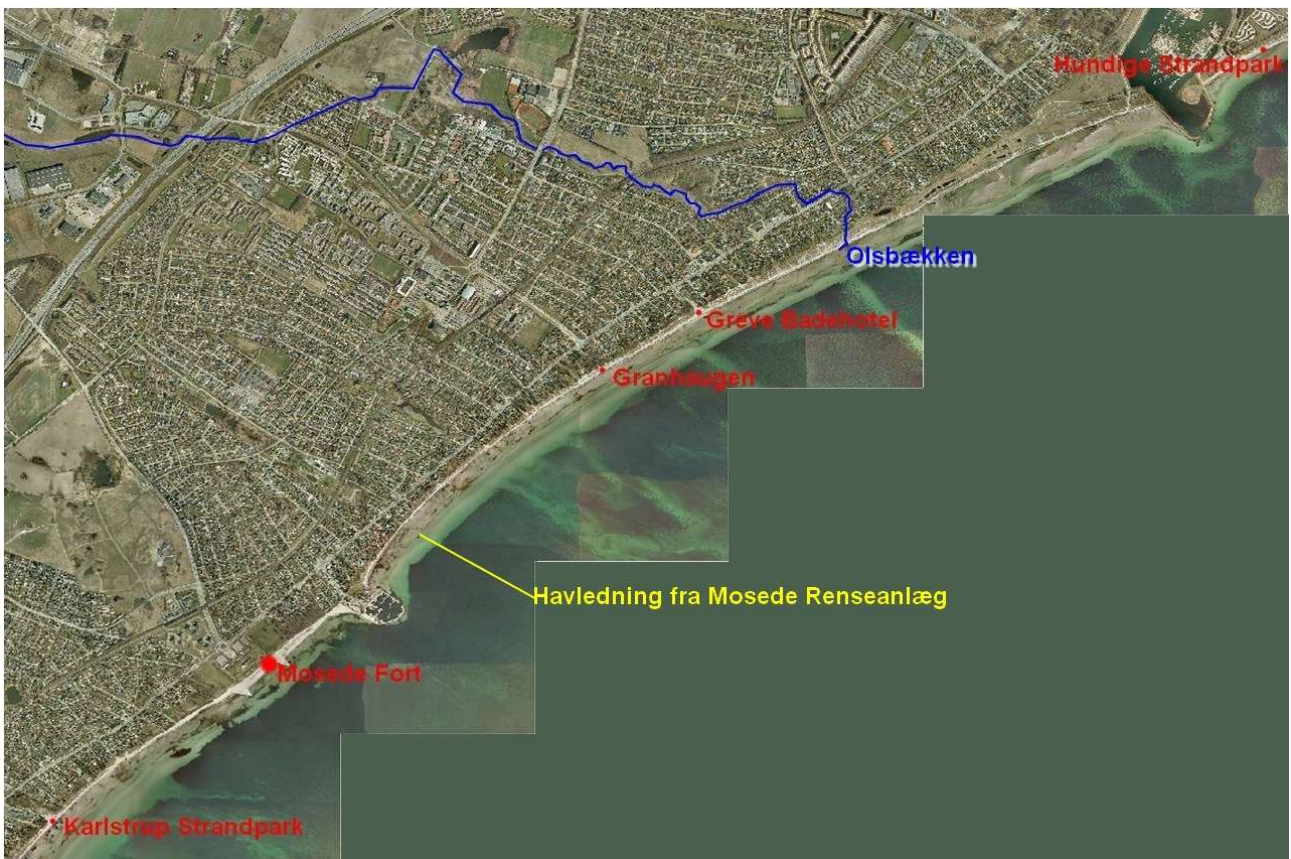 Hundige Strandpark
Olsbækken
Greve Badehotel
Granhaugen
Havledning fra Mosede Renseanlæg
Mosede Fort
Karlstrup Strandpark